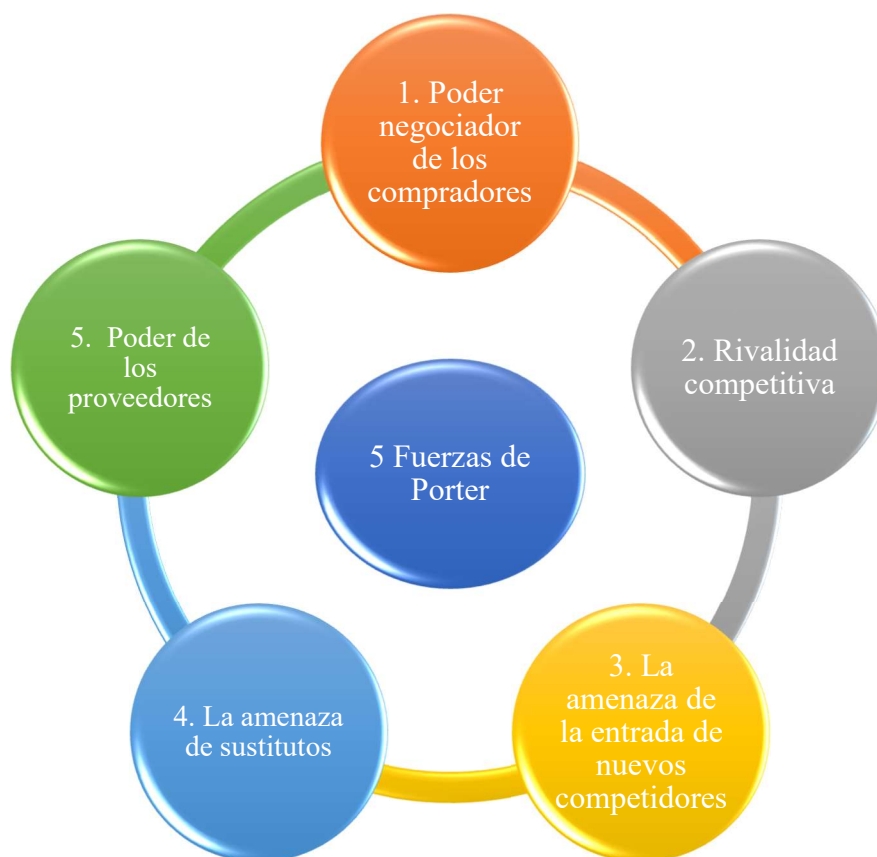 1. Poder
negociador
de los
compradores
2. Rivalidad
competitiva
3. La
amenaza de
la entrada de
nuevos
competidores
4. La amenaza
de sustitutos
5. Poder de
los
proveedores
5 Fuerzas de
Porter